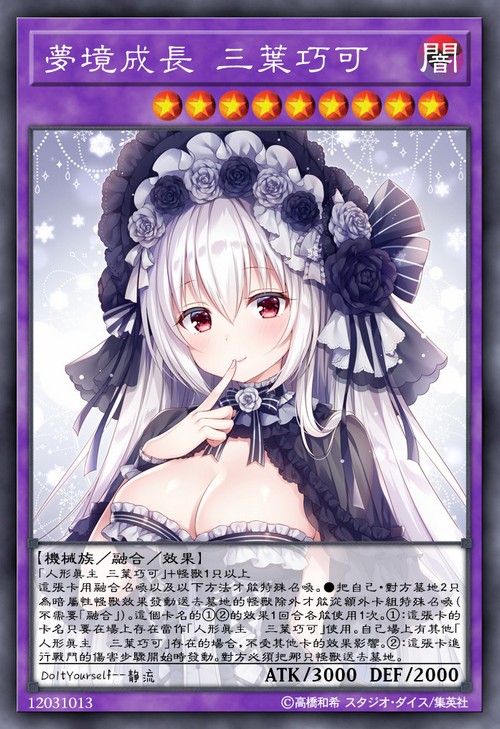 夢境成長 三葉巧可
闇
【機械族／融合／效果】
「人形真主 三葉巧可」+怪獸1只以上
這張卡用融合召喚以及以下方法才能特殊召喚。●把自己·對方墓地2只
為暗屬性怪獸效果發動送去墓地的怪獸除外才能從額外卡組特殊召喚(
不需要「融合」)。這個卡名的①②的效果1回合各能使用1次。①:這張卡的
卡名只要在場上存在當作「人形真主 三葉巧可」使用。自己場上有其他「
人形真主 三葉巧可」存在的場合,不受其他卡的效果影響。②:這張卡進
行戰鬥的傷害步驟開始時發動。對方必須把那只怪獸送去墓地。
DoItYourself--靜流
ATK/3000 DEF/2000
12031013
©高橋和希 スタジオ・ダイス/集英社